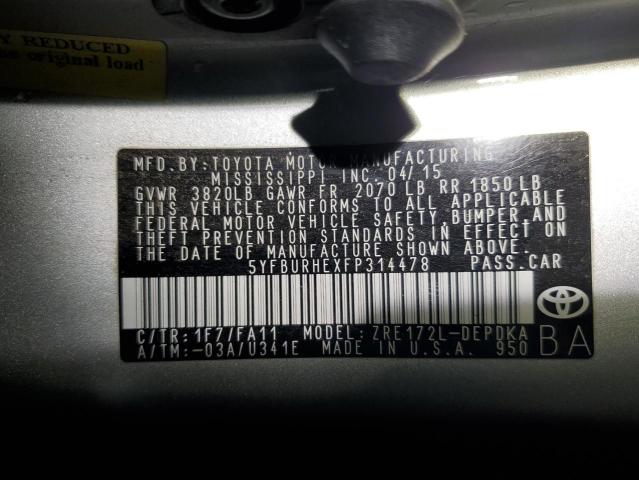 Y REDUCED
original load
MFD.BY:TOYOTA MOTOR MANUFACTURING
MISSISSIPPI INC. 04/15
GVWR 3820LB GAWR FR 2070 LB RR 1850 LB
THIS VEHICLE CONFORMS TO ALL APPLICABLE
FEDERAL MOTOR VEHICLE SAFETY, BUMPER, AND
THEFT PREVENTION STANDARDS IN EFFECT ON
THE DATE OF MANUFACTURE SHOWN ABOVE.
5YFBURHEXFP314478 PASS.CAR
C/TR:1F7/FA11 MODEL: ZRE172L-DEPDKA
A/TM:-03A/U341E MADE IN U.S.A. 950 BA